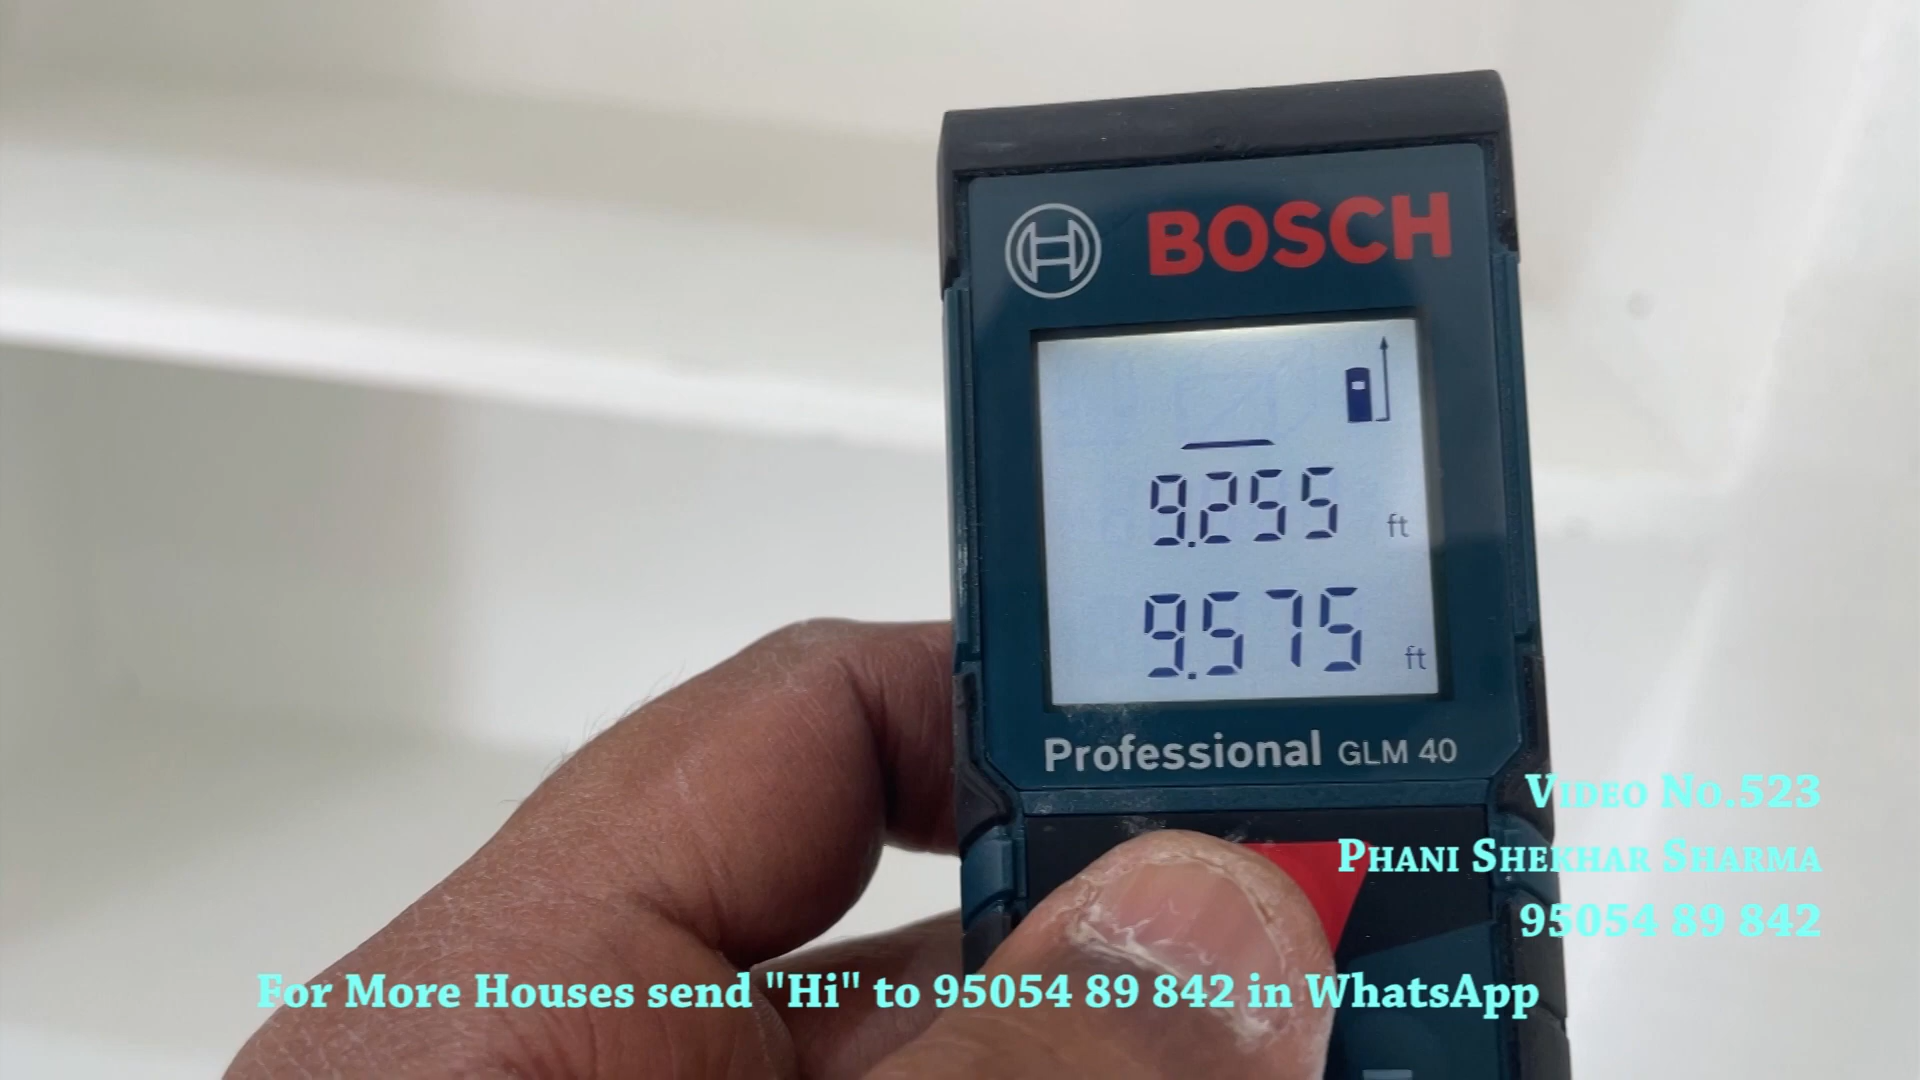 BOSCH
9.255 ft
9.575 ft
Professional GLM 40
Video No.523
Phani Shekhar Sharma
95054 89 842
For More Houses send "Hi" to 95054 89 842 in WhatsApp